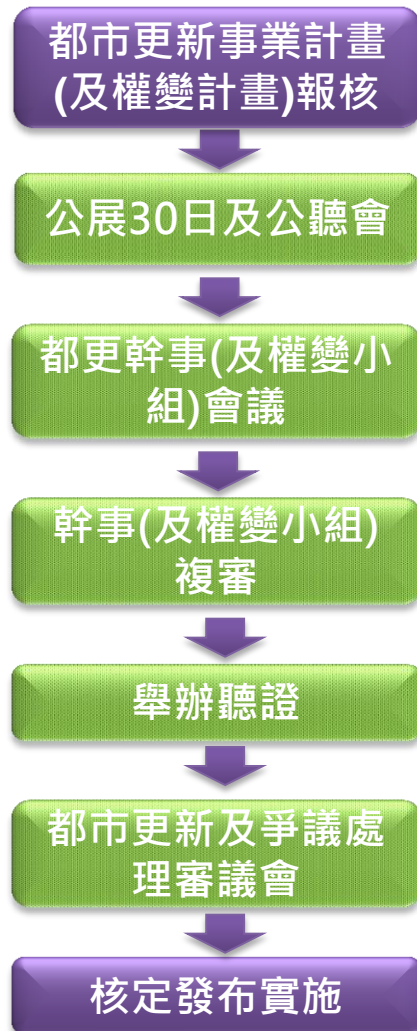 都市更新事業計畫
(及權變計畫)報核
公展30日及公聽會
都更幹事(及權變小
組)會議
幹事(及權變小組)
複審
舉辦聽證
都市更新及爭議處
理審議會
核定發布實施